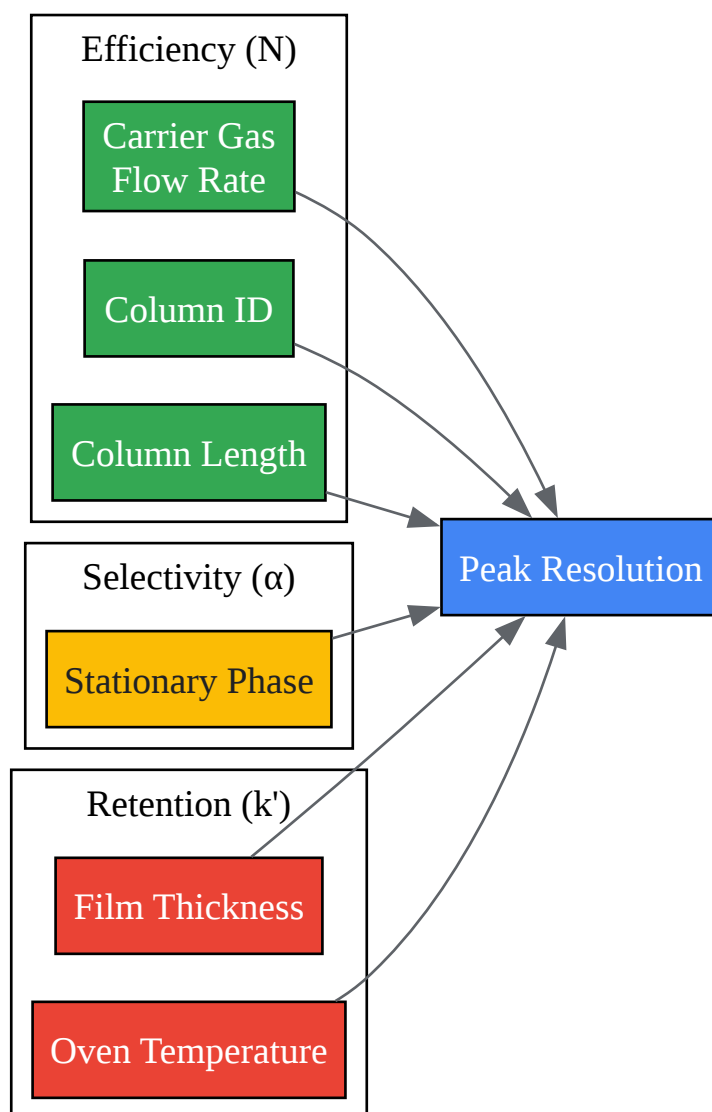 Efficiency (N)
Carrier Gas
Flow Rate
Column ID
Column Length
Peak Resolution
Selectivity (α)
Stationary Phase
Retention (k')
Film Thickness
Oven Temperature